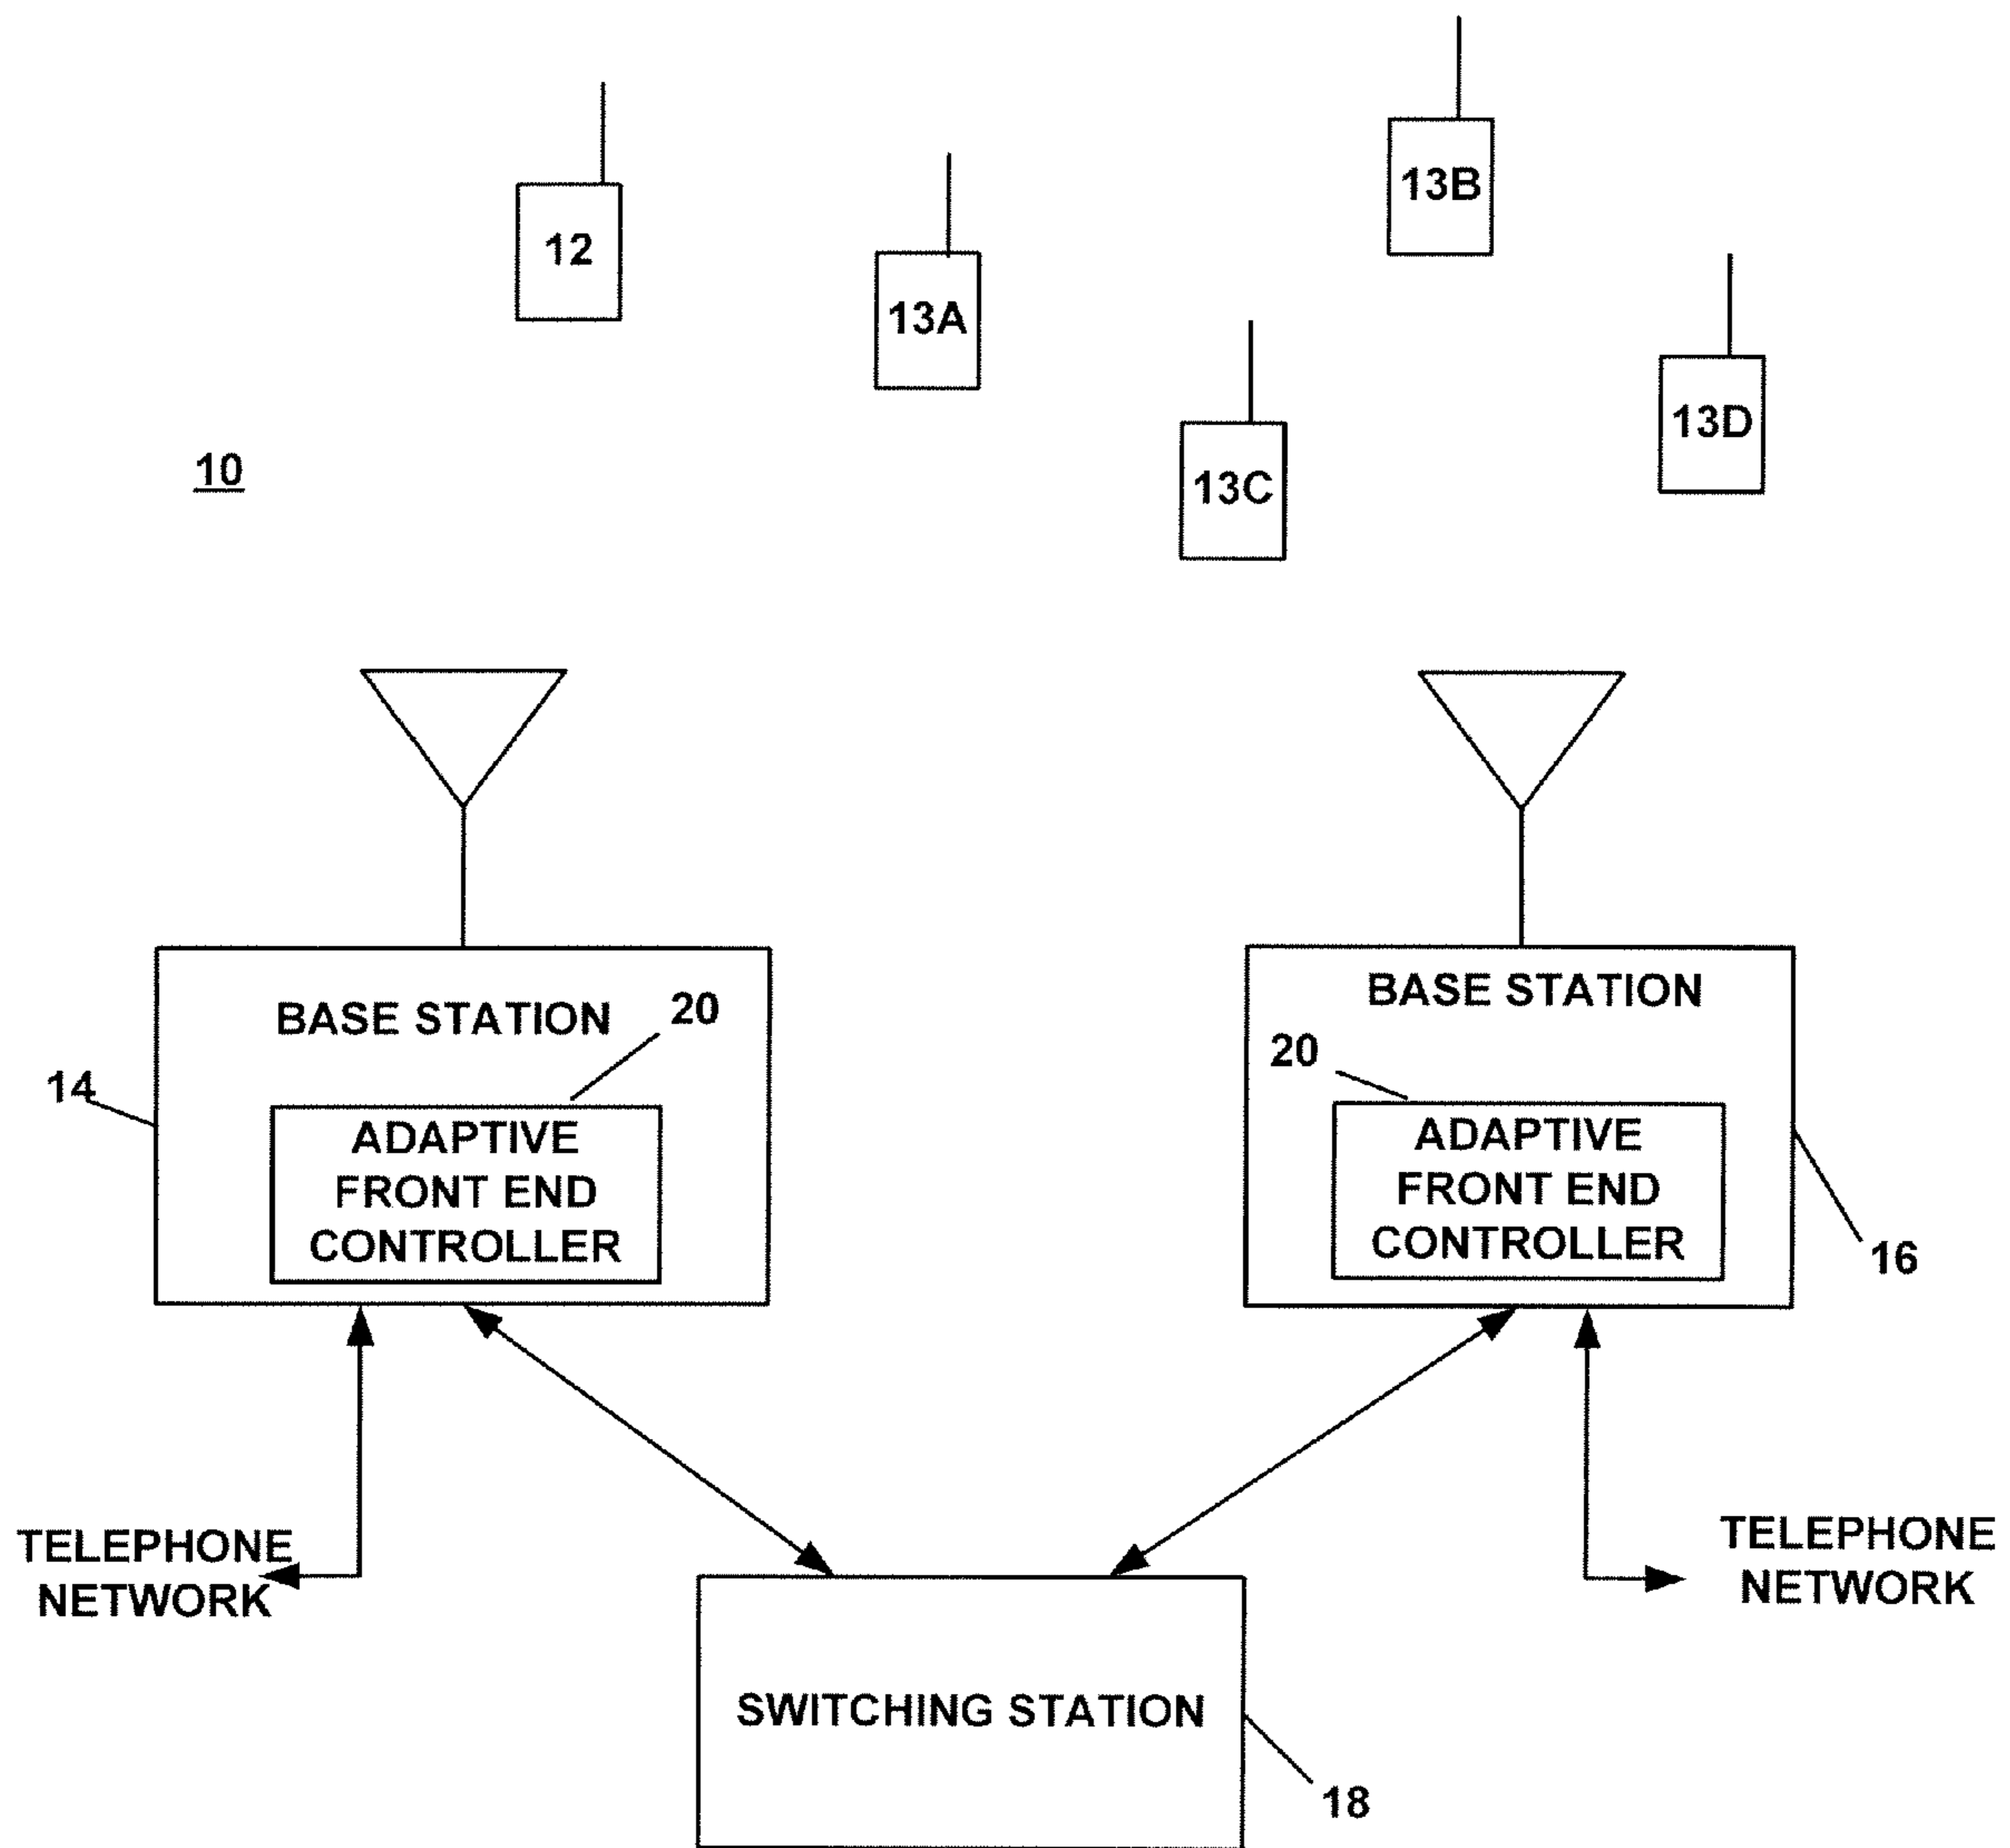 13B
12
13A
13D
10
13C
BASE STATION
20
BASE STATION
20
14
ADAPTIVE
FRONT END
CONTROLLER
ADAPTIVE
FRONT END
CONTROLLER
16
TELEPHONE
NETWORK
TELEPHONE
NETWORK
SWITCHING STATION
18